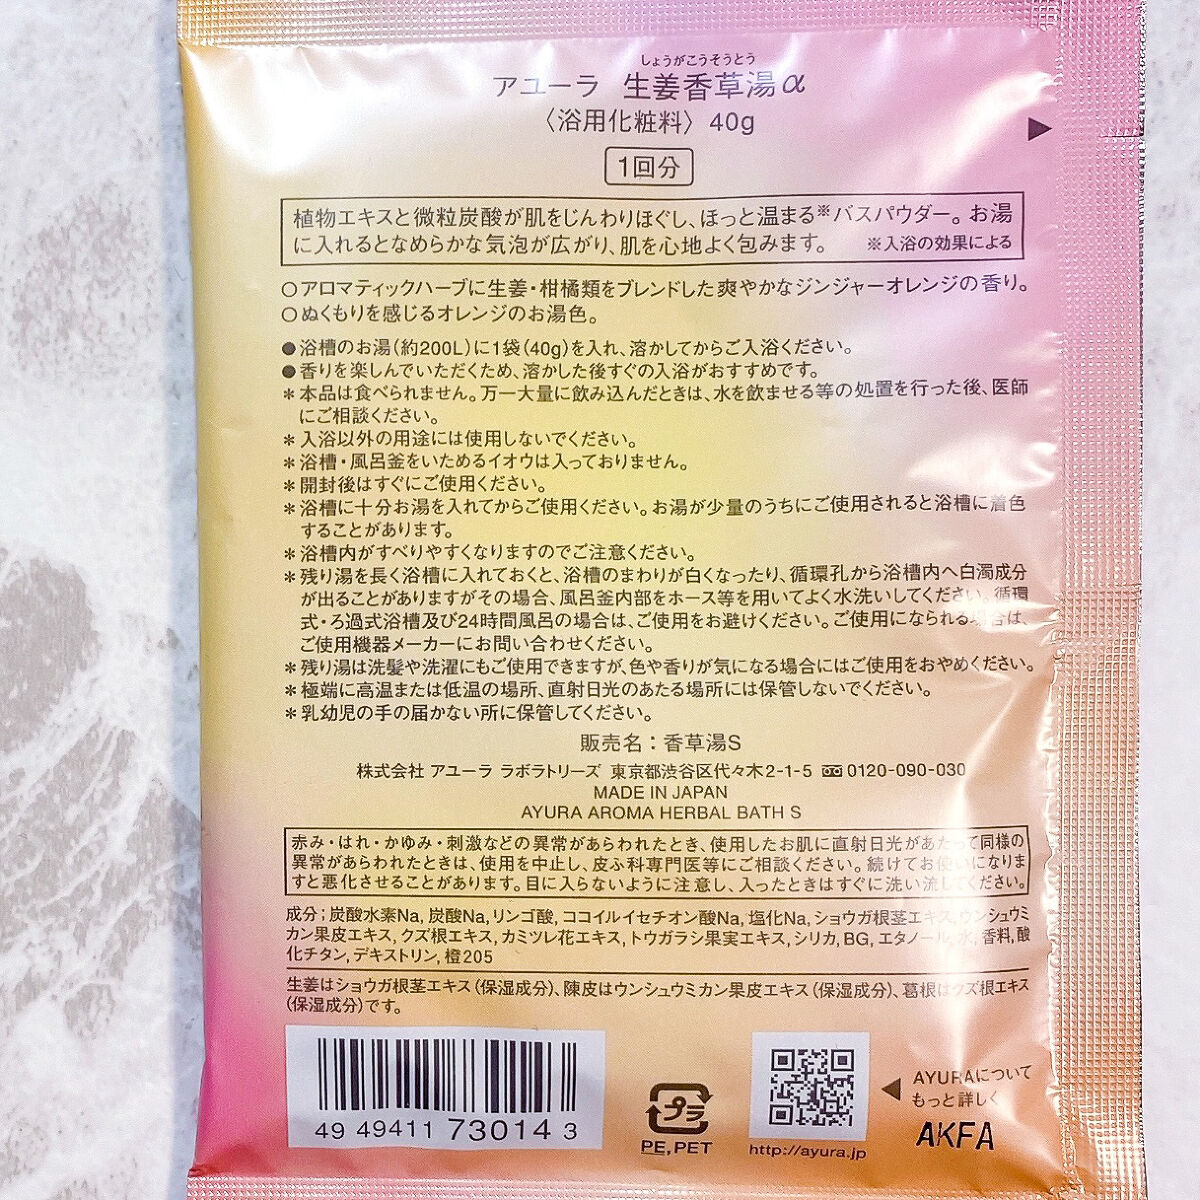 しょうがこうそうとう
アユーラ 生姜香草湯α
〈浴用化粧料〉40g
1回分
植物エキスと微粒炭酸が肌をじんわりほぐし、ほっと温まる※バスパウダー。お湯
に入れるとなめらかな気泡が広がり、肌を心地よく包みます。 ※入浴の効果による
○アロマティックハーブに生姜・柑橘類をブレンドした爽やかなジンジャーオレンジの香り。
○ぬくもりを感じるオレンジのお湯色。
●浴槽のお湯(約200L)に1袋(40g)を入れ、溶かしてからご入浴ください。
●香りを楽しんでいただくため、溶かした後すぐの入浴がおすすめです。
＊本品は食べられません。万一大量に飲み込んだときは、水を飲ませる等の処置を行った後、医師
にご相談ください。
＊入浴以外の用途には使用しないでください。
＊浴槽・風呂釜をいためるイオウは入っておりません。
＊開封後はすぐにご使用ください。
＊浴槽に十分お湯を入れてからご使用ください。お湯が少量のうちにご使用されると浴槽に着色
することがあります。
＊浴槽内がすべりやすくなりますのでご注意ください。
＊残り湯を長く浴槽に入れておくと、浴槽のまわりが白くなったり、循環孔から浴槽内へ白濁成分
が出ることがありますがその場合、風呂釜内部をホース等を用いてよく水洗いしてください。循環
式・ろ過式浴槽及び24時間風呂の場合は、ご使用をお避けください。ご使用になられる場合は、
ご使用機器メーカーにお問い合わせください。
＊残り湯は洗髪や洗濯にもご使用できますが、色や香りが気になる場合にはご使用をおやめください。
＊極端に高温または低温の場所、直射日光のあたる場所には保管しないでください。
＊乳幼児の手の届かない所に保管してください。
販売名：香草湯S
株式会社 アユーラ ラボラトリーズ 東京都渋谷区代々木2-1-5 0120-090-030
MADE IN JAPAN
AYURA AROMA HERBAL BATH S
赤み・はれ・かゆみ・刺激などの異常があらわれたとき、使用したお肌に直射日光があたって同様の
異常があらわれたときは、使用を中止し、皮ふ科専門医等にご相談ください。続けてお使いになりま
すと悪化させることがあります。目に入らないように注意し、入ったときはすぐに洗い流してください。
成分；炭酸水素Na, 炭酸Na, リンゴ酸, ココイルイセチオン酸Na, 塩化Na, ショウガ根茎エキス, ウンシュウミ
カン果皮エキス, クズ根エキス, カミツレ花エキス, トウガラシ果実エキス, シリカ, BG, エタノール, 水, 香料, 酸
化チタン, デキストリン, 橙205
生姜はショウガ根茎エキス(保湿成分)、陳皮はウンシュウミカン果皮エキス(保湿成分)、葛根はクズ根エキス
(保湿成分)です。
4949411730143
プラ
PE, PET
http://ayura.jp
AYURAについて
もっと詳しく
AKFA